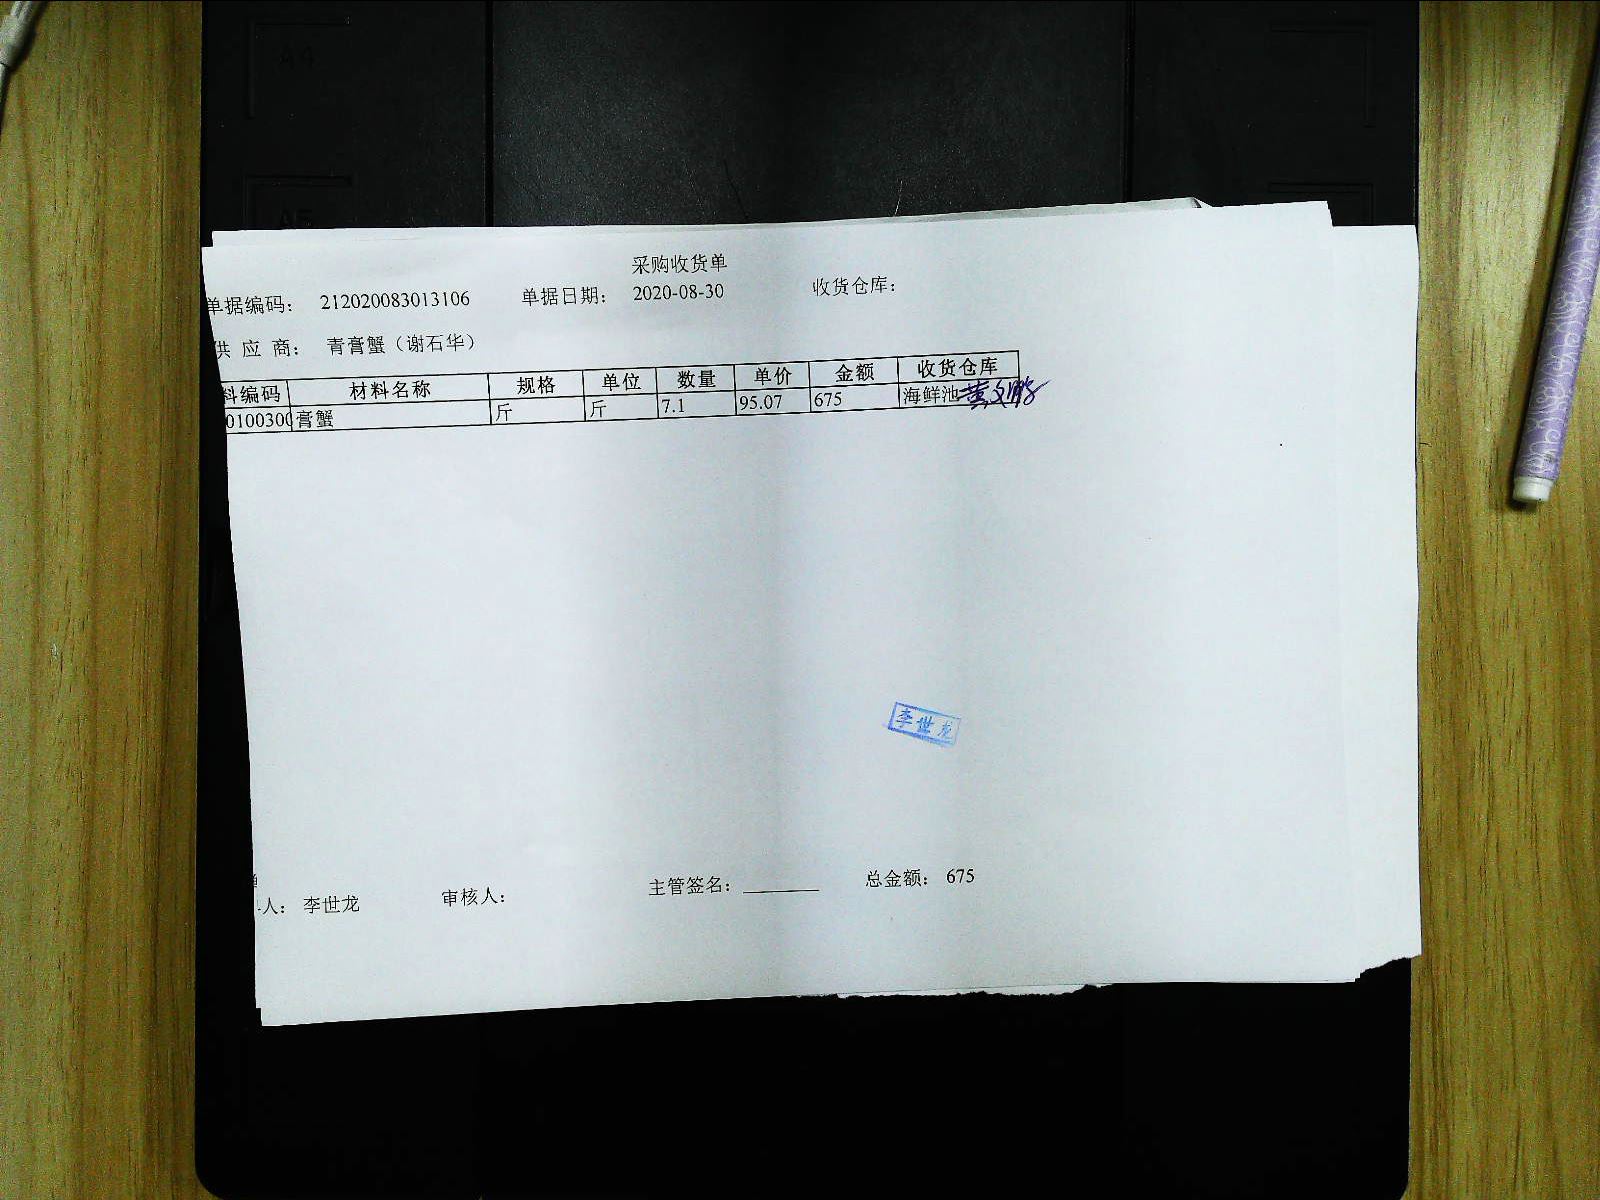 采购收货单
单据编码： 212020083013106 单据日期： 2020-08-30 收货仓库：
供 应 商： 青膏蟹（谢石华）
料编码 材料名称 规格 单位 数量 单价 金额 收货仓库
0100300 膏蟹 斤 斤 7.1 95.07 675 海鲜池
李世龙
人： 李世龙 审核人： 主管签名： 总金额： 675